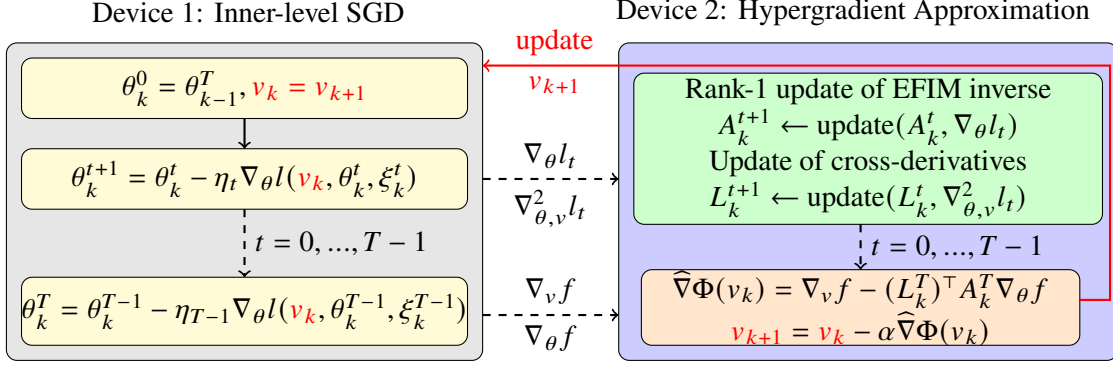 Device 1: Inner-level SGD
θ_k^0 = θ_{k-1}^T, v_k = v_{k+1}
θ_k^{t+1} = θ_k^t − η_t ∇_θ l(v_k, θ_k^t, ξ_k^t)
t = 0, ..., T − 1
θ_k^T = θ_k^{T-1} − η_{T-1} ∇_θ l(v_k, θ_k^{T-1}, ξ_k^{T-1})
update
v_{k+1}
∇_θ l_t
∇²_{θ,v} l_t
∇_v f
∇_θ f
Device 2: Hypergradient Approximation
Rank-1 update of EFIM inverse
A_k^{t+1} ← update(A_k^t, ∇_θ l_t)
Update of cross-derivatives
L_k^{t+1} ← update(L_k^t, ∇²_{θ,v} l_t)
t = 0, ..., T − 1
∇̂Φ(v_k) = ∇_v f − (L_k^T)^⊤ A_k^T ∇_θ f
v_{k+1} = v_k − α∇̂Φ(v_k)